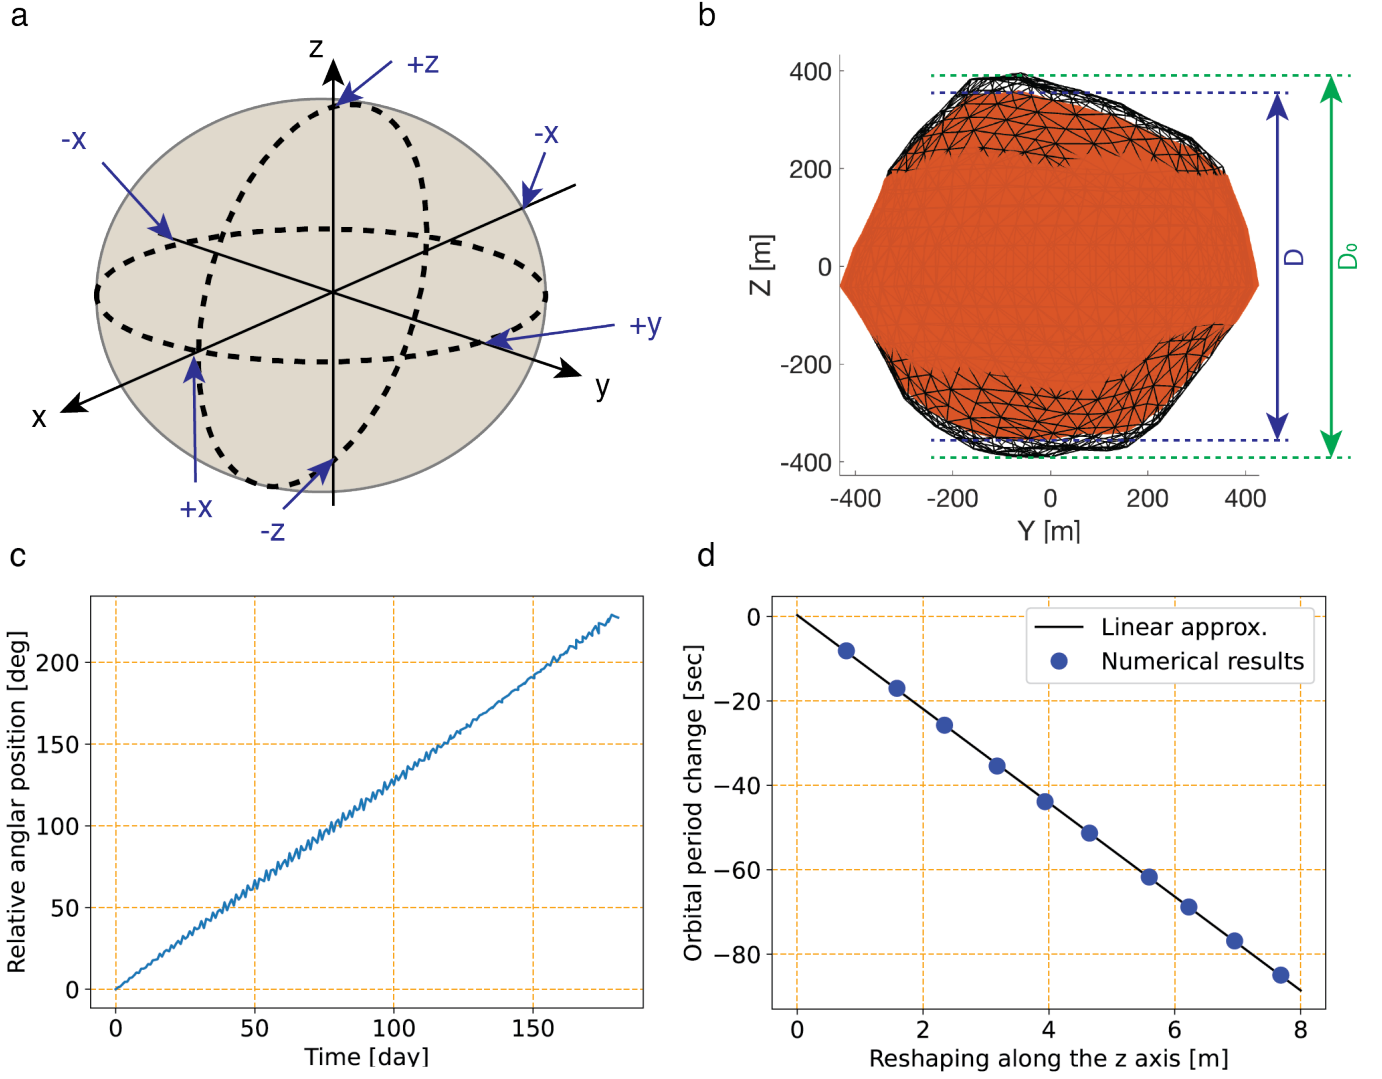 a
z
+z
-x
-x
+y
y
x
+x
-z
b
400
200
0
-200
-400
Z [m]
-400
-200
0
200
400
Y [m]
D
D₀
c
Relative anglar position [deg]
200
150
100
50
0
0
50
100
150
Time [day]
d
Orbital period change [sec]
0
−20
−40
−60
−80
Linear approx.
Numerical results
0
2
4
6
8
Reshaping along the z axis [m]